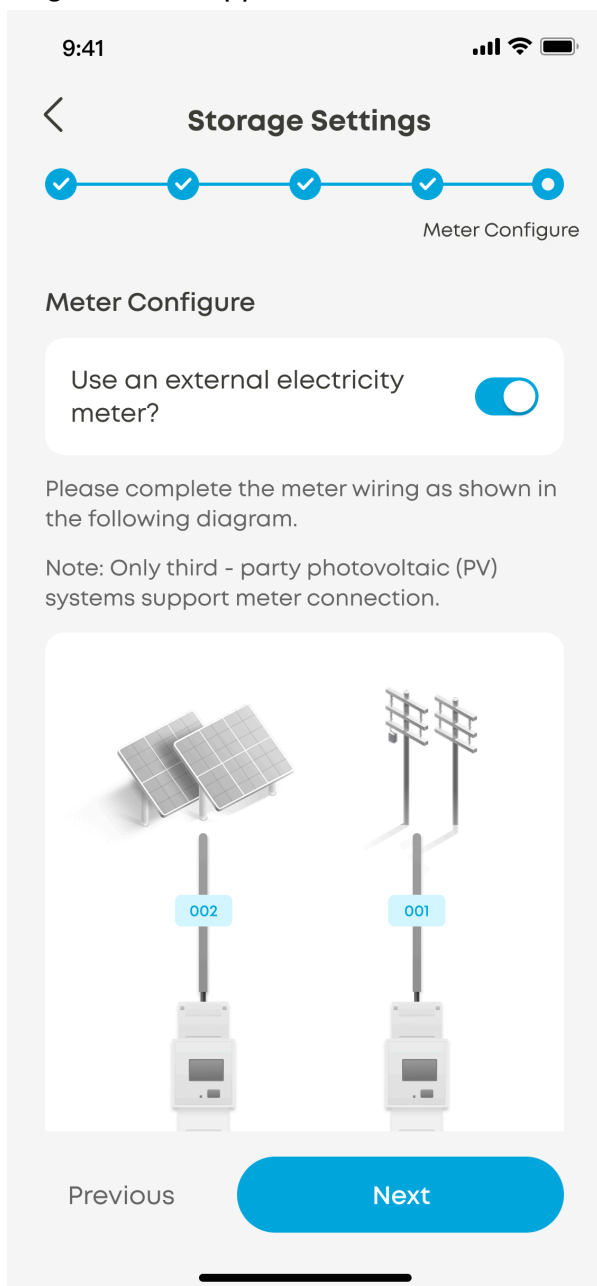 9:41
Storage Settings
Meter Configure
Meter Configure
Use an external electricity
meter?
Please complete the meter wiring as shown in
the following diagram.
Note: Only third - party photovoltaic (PV)
systems support meter connection.
002
001
Previous
Next